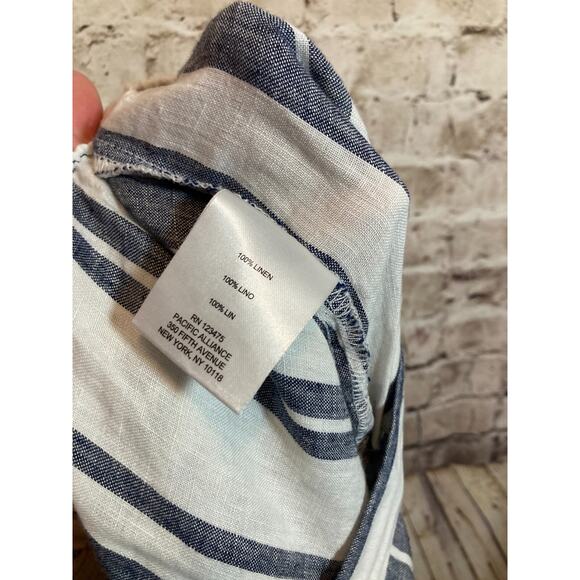 100% LINEN
100% LINO
100% LIN
RN 123475
PACIFIC ALLIANCE
350 FIFTH AVENUE
NEW YORK, NY 10118